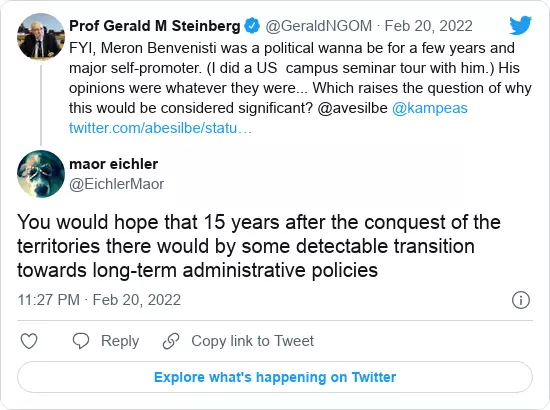 Prof Gerald M Steinberg @GeraldNGOM · Feb 20, 2022
FYI, Meron Benvenisti was a political wanna be for a few years and
major self-promoter. (I did a US campus seminar tour with him.) His
opinions were whatever they were... Which raises the question of why
this would be considered significant? @avesilbe @kampeas
twitter.com/abesilbe/statu…
maor eichler
@EichlerMaor
You would hope that 15 years after the conquest of the
territories there would by some detectable transition
towards long-term administrative policies
11:27 PM · Feb 20, 2022
Reply Copy link to Tweet
Explore what's happening on Twitter